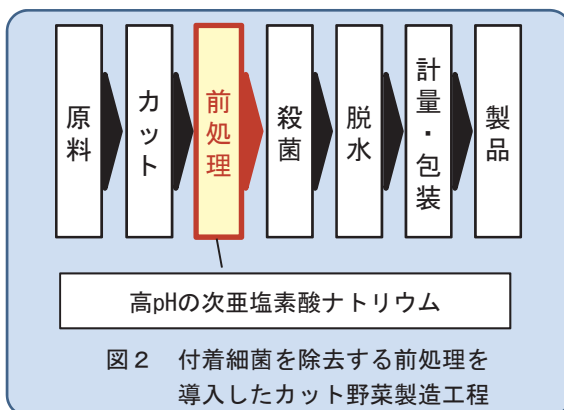 原料
カット
前処理
殺菌
脱水
計量・包装
製品
高pHの次亜塩素酸ナトリウム
図２　付着細菌を除去する前処理を
導入したカット野菜製造工程